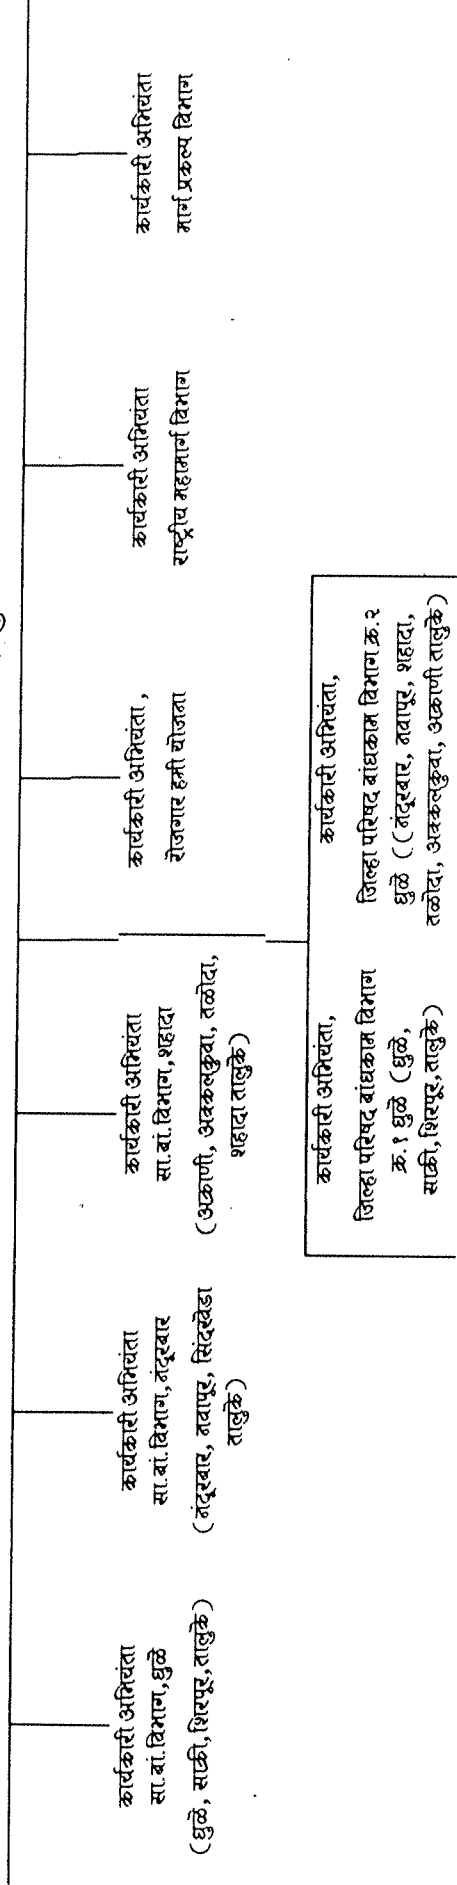 कार्यकारी अभियंता
सा.बां.विभाग,धुळे
(धुळे, साक्री,शिरपूर,तालुके)
कार्यकारी अभियंता
सा.बां.विभाग,नंदूरबार
(नंदूरबार, नवापूर, सिंदखेडा
तालुके)
कार्यकारी अभियंता
सा.बां.विभाग,शहादा
(अक्राणी, अक्कलकुवा, तळोदा,
शहादा तालुके)
कार्यकारी अभियंता,
रोजगार हमी योजना
कार्यकारी अभियंता
राष्ट्रीय महामार्ग विभाग
कार्यकारी अभियंता
मार्ग प्रकल्प विभाग
कार्यकारी अभियंता,
जिल्हा परिषद बांधकाम विभाग
क्र.१ धुळे (धुळे,
साक्री,शिरपूर,तालुके)
कार्यकारी अभियंता,
जिल्हा परिषद बांधकाम विभाग क्र.२
धुळे ((नंदूरबार, नवापूर, शहादा,
तळोदा, अक्कलकुवा, अक्राणी तालुके)